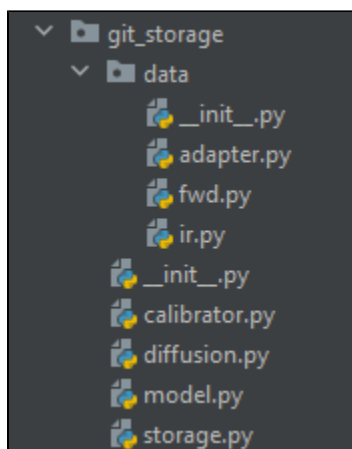 git_storage
data
__init__.py
adapter.py
fwd.py
ir.py
__init__.py
calibrator.py
diffusion.py
model.py
storage.py